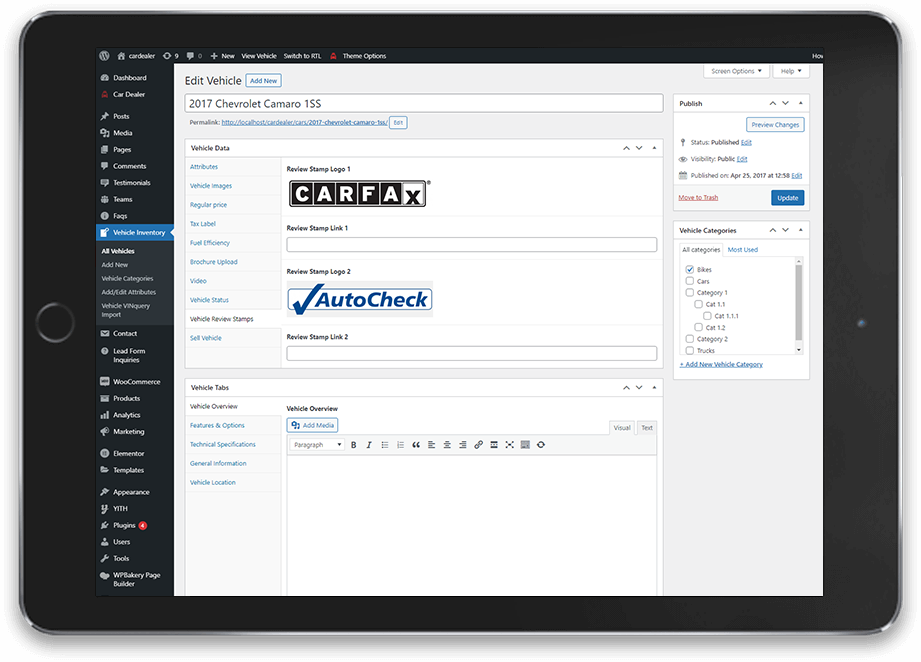 cardealer 9 0 + New View Vehicle Switch to RTL Theme Options How
Dashboard
Car Dealer
Posts
Media
Pages
Comments
Testimonials
Teams
Faqs
Vehicle Inventory
All Vehicles
Add New
Vehicle Categories
Add/Edit Attributes
Vehicle VINquery
Import
Contact
Lead Form
Inquiries
WooCommerce
Products
Analytics
Marketing
Elementor
Templates
Appearance
YITH
Plugins 4
Users
Tools
WPBakery Page
Builder
Screen Options Help
Edit Vehicle Add New
2017 Chevrolet Camaro 1SS
Permalink: http://localhost/cardealer/cars/2017-chevrolet-camaro-1ss/ Edit
Vehicle Data
Attributes
Vehicle Images
Regular price
Tax Label
Fuel Efficiency
Brochure Upload
Video
Vehicle Status
Vehicle Review Stamps
Sell Vehicle
Review Stamp Logo 1
CARFAX®
Review Stamp Link 1
Review Stamp Logo 2
AutoCheck
Review Stamp Link 2
Vehicle Tabs
Vehicle Overview
Features & Options
Technical Specifications
General Information
Vehicle Location
Vehicle Overview
Add Media
Visual Text
Paragraph B I
Publish
Preview Changes
Status: Published Edit
Visibility: Public Edit
Published on: Apr 25, 2017 at 12:58 Edit
Move to Trash Update
Vehicle Categories
All categories Most Used
Bikes
Cars
Category 1
Cat 1.1
Cat 1.1.1
Cat 1.2
Category 2
Trucks
+ Add New Vehicle Category